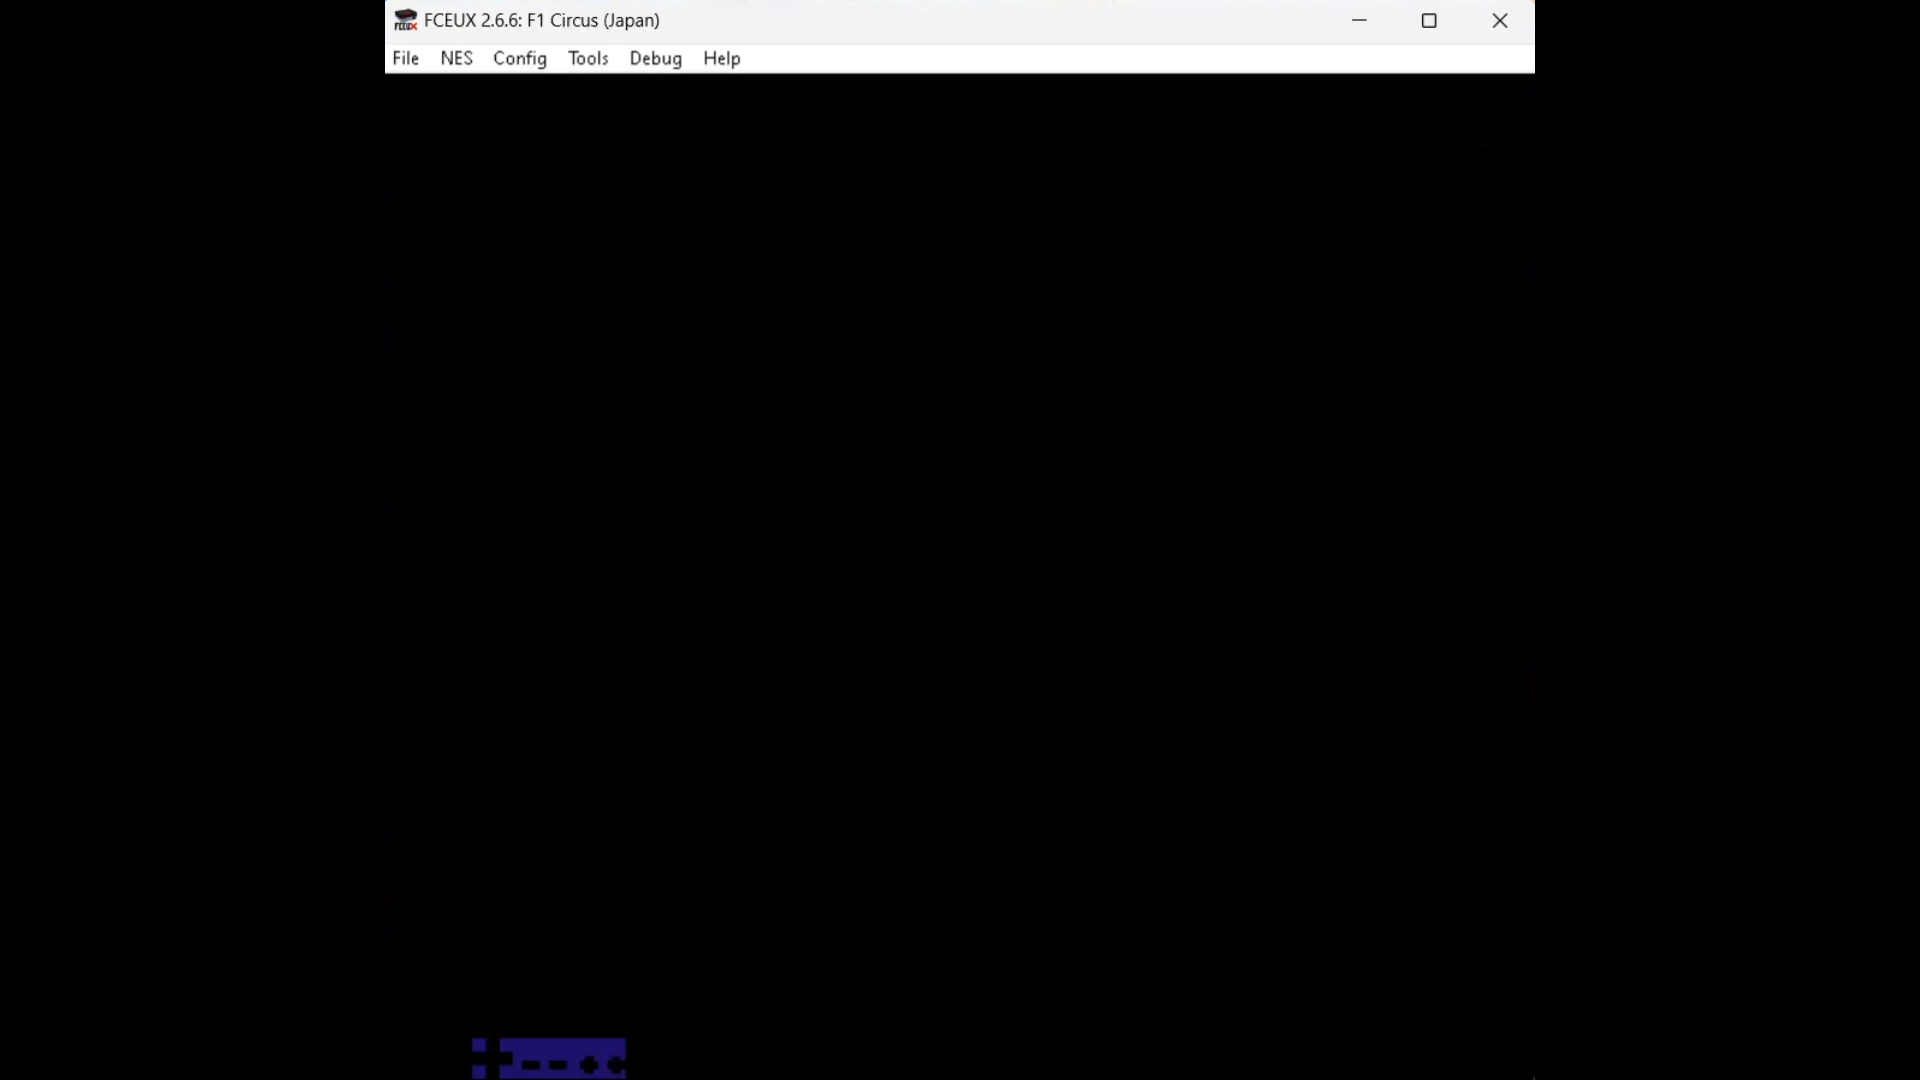 FCEUX 2.6.6: F1 Circus (Japan)
File NES Config Tools Debug Help